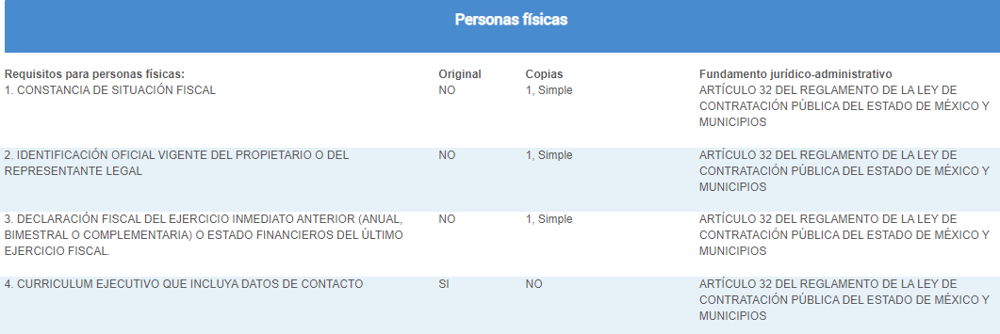 Personas físicas
Requisitos para personas físicas: Original Copias Fundamento jurídico-administrativo
1. CONSTANCIA DE SITUACIÓN FISCAL NO 1, Simple ARTÍCULO 32 DEL REGLAMENTO DE LA LEY DE
CONTRATACIÓN PÚBLICA DEL ESTADO DE MÉXICO Y
MUNICIPIOS
2. IDENTIFICACIÓN OFICIAL VIGENTE DEL PROPIETARIO O DEL NO 1, Simple ARTÍCULO 32 DEL REGLAMENTO DE LA LEY DE
REPRESENTANTE LEGAL CONTRATACIÓN PÚBLICA DEL ESTADO DE MÉXICO Y
MUNICIPIOS
3. DECLARACIÓN FISCAL DEL EJERCICIO INMEDIATO ANTERIOR (ANUAL, NO 1, Simple ARTÍCULO 32 DEL REGLAMENTO DE LA LEY DE
BIMESTRAL O COMPLEMENTARIA) O ESTADO FINANCIEROS DEL ÚLTIMO CONTRATACIÓN PÚBLICA DEL ESTADO DE MÉXICO Y
EJERCICIO FISCAL. MUNICIPIOS
4. CURRICULUM EJECUTIVO QUE INCLUYA DATOS DE CONTACTO SI NO ARTÍCULO 32 DEL REGLAMENTO DE LA LEY DE
CONTRATACIÓN PÚBLICA DEL ESTADO DE MÉXICO Y
MUNICIPIOS